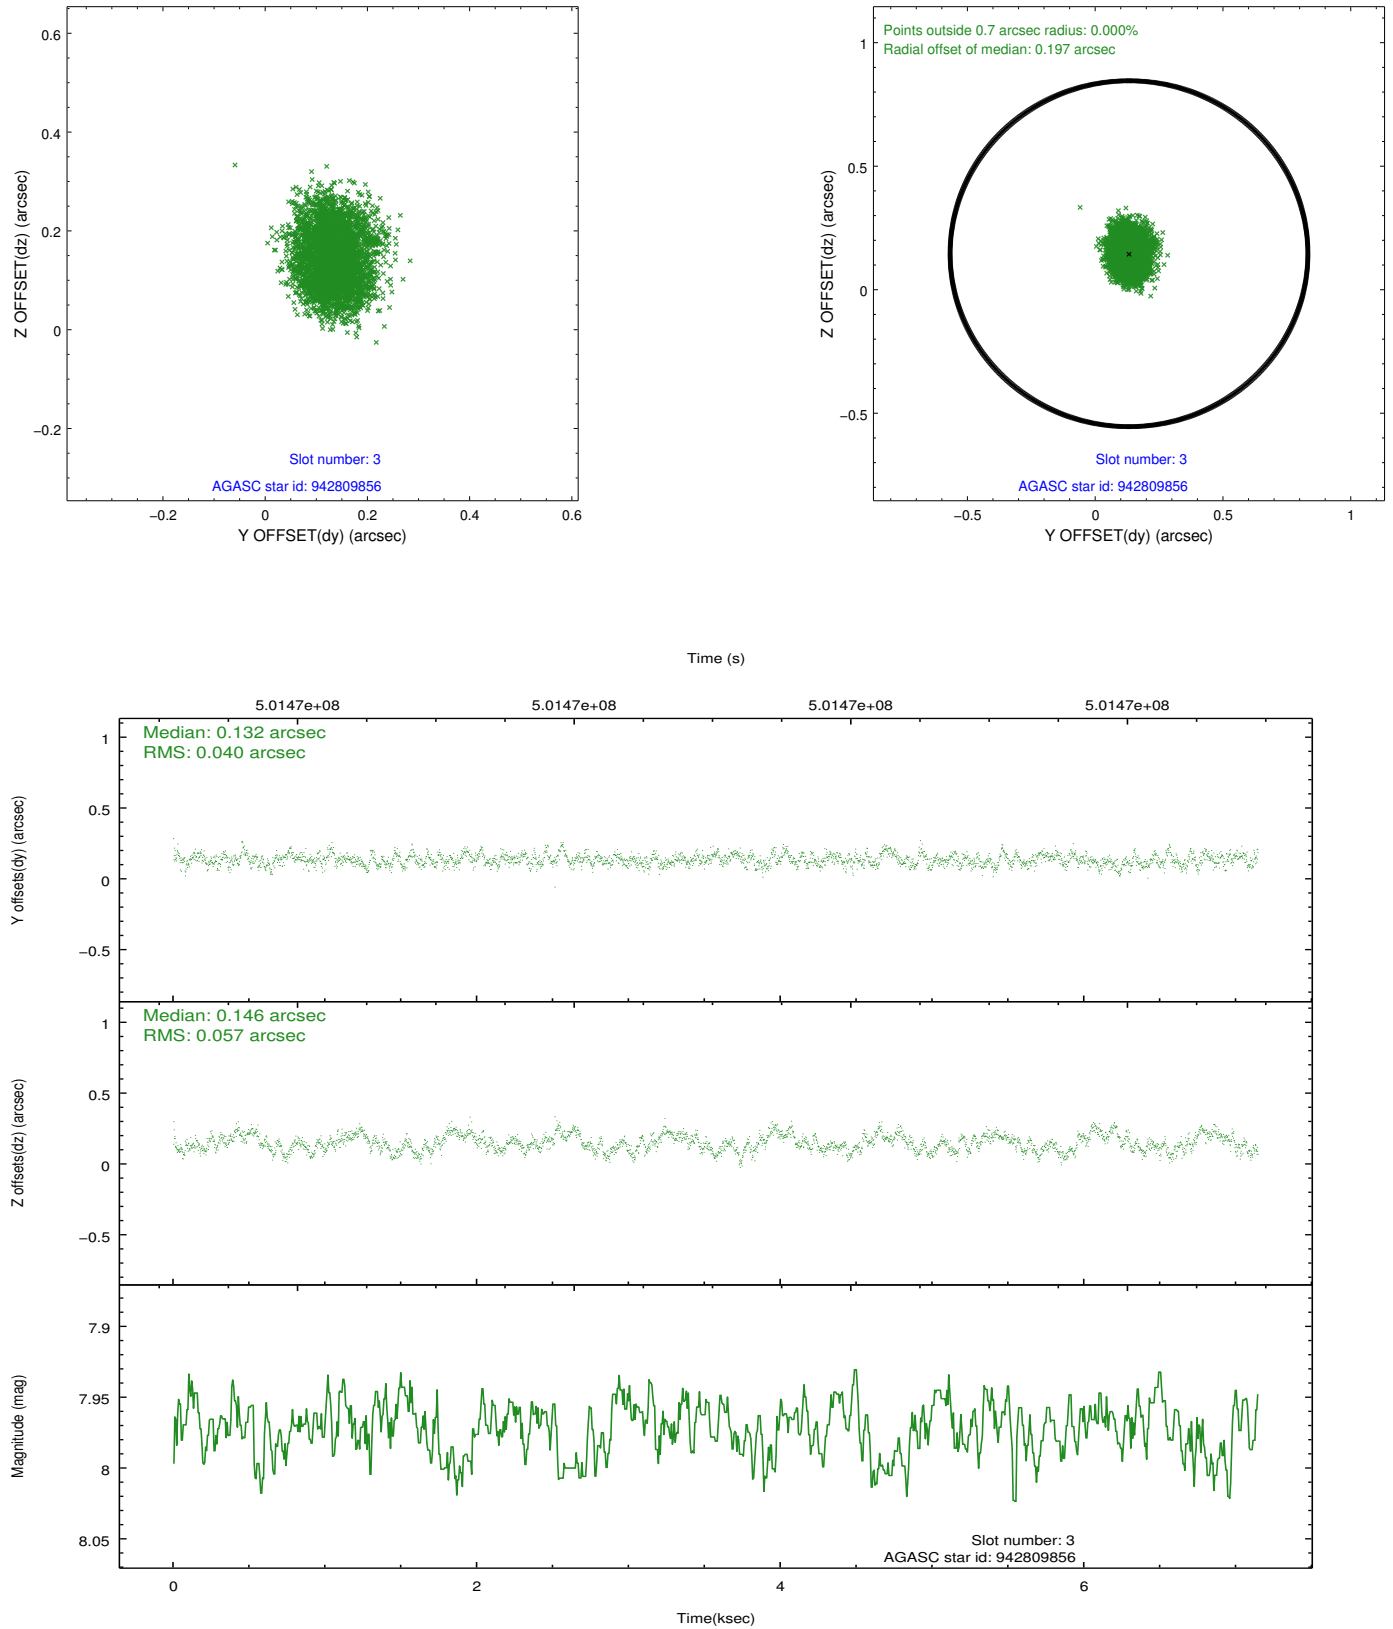 0.6
0.4
0.2
0
−0.2
Z OFFSET(dz) (arcsec)
Slot number: 3
AGASC star id: 942809856
−0.2 0 0.2 0.4 0.6
Y OFFSET(dy) (arcsec)
Points outside 0.7 arcsec radius: 0.000%
Radial offset of median: 0.197 arcsec
1
0.5
0
−0.5
Z OFFSET(dz) (arcsec)
Slot number: 3
AGASC star id: 942809856
−0.5 0 0.5 1
Y OFFSET(dy) (arcsec)
Time (s)
5.0147e+08 5.0147e+08 5.0147e+08 5.0147e+08
Median: 0.132 arcsec
RMS: 0.040 arcsec
1
0.5
0
−0.5
Y offsets(dy) (arcsec)
Median: 0.146 arcsec
RMS: 0.057 arcsec
1
0.5
0
−0.5
Z offsets(dz) (arcsec)
7.9
7.95
8
8.05
Magnitude (mag)
Slot number: 3
AGASC star id: 942809856
0 2 4 6
Time(ksec)